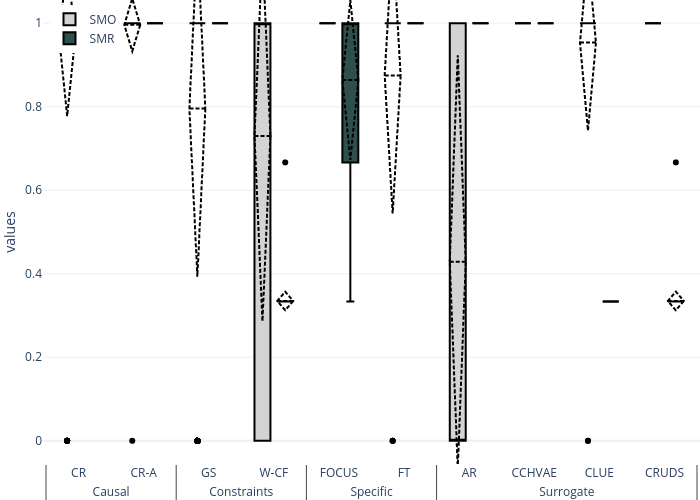 1
SMO
SMR
0.8
0.6
values
0.4
0.2
0
CR CR-A GS W-CF FOCUS FT AR CCHVAE CLUE CRUDS
Causal Constraints Specific Surrogate